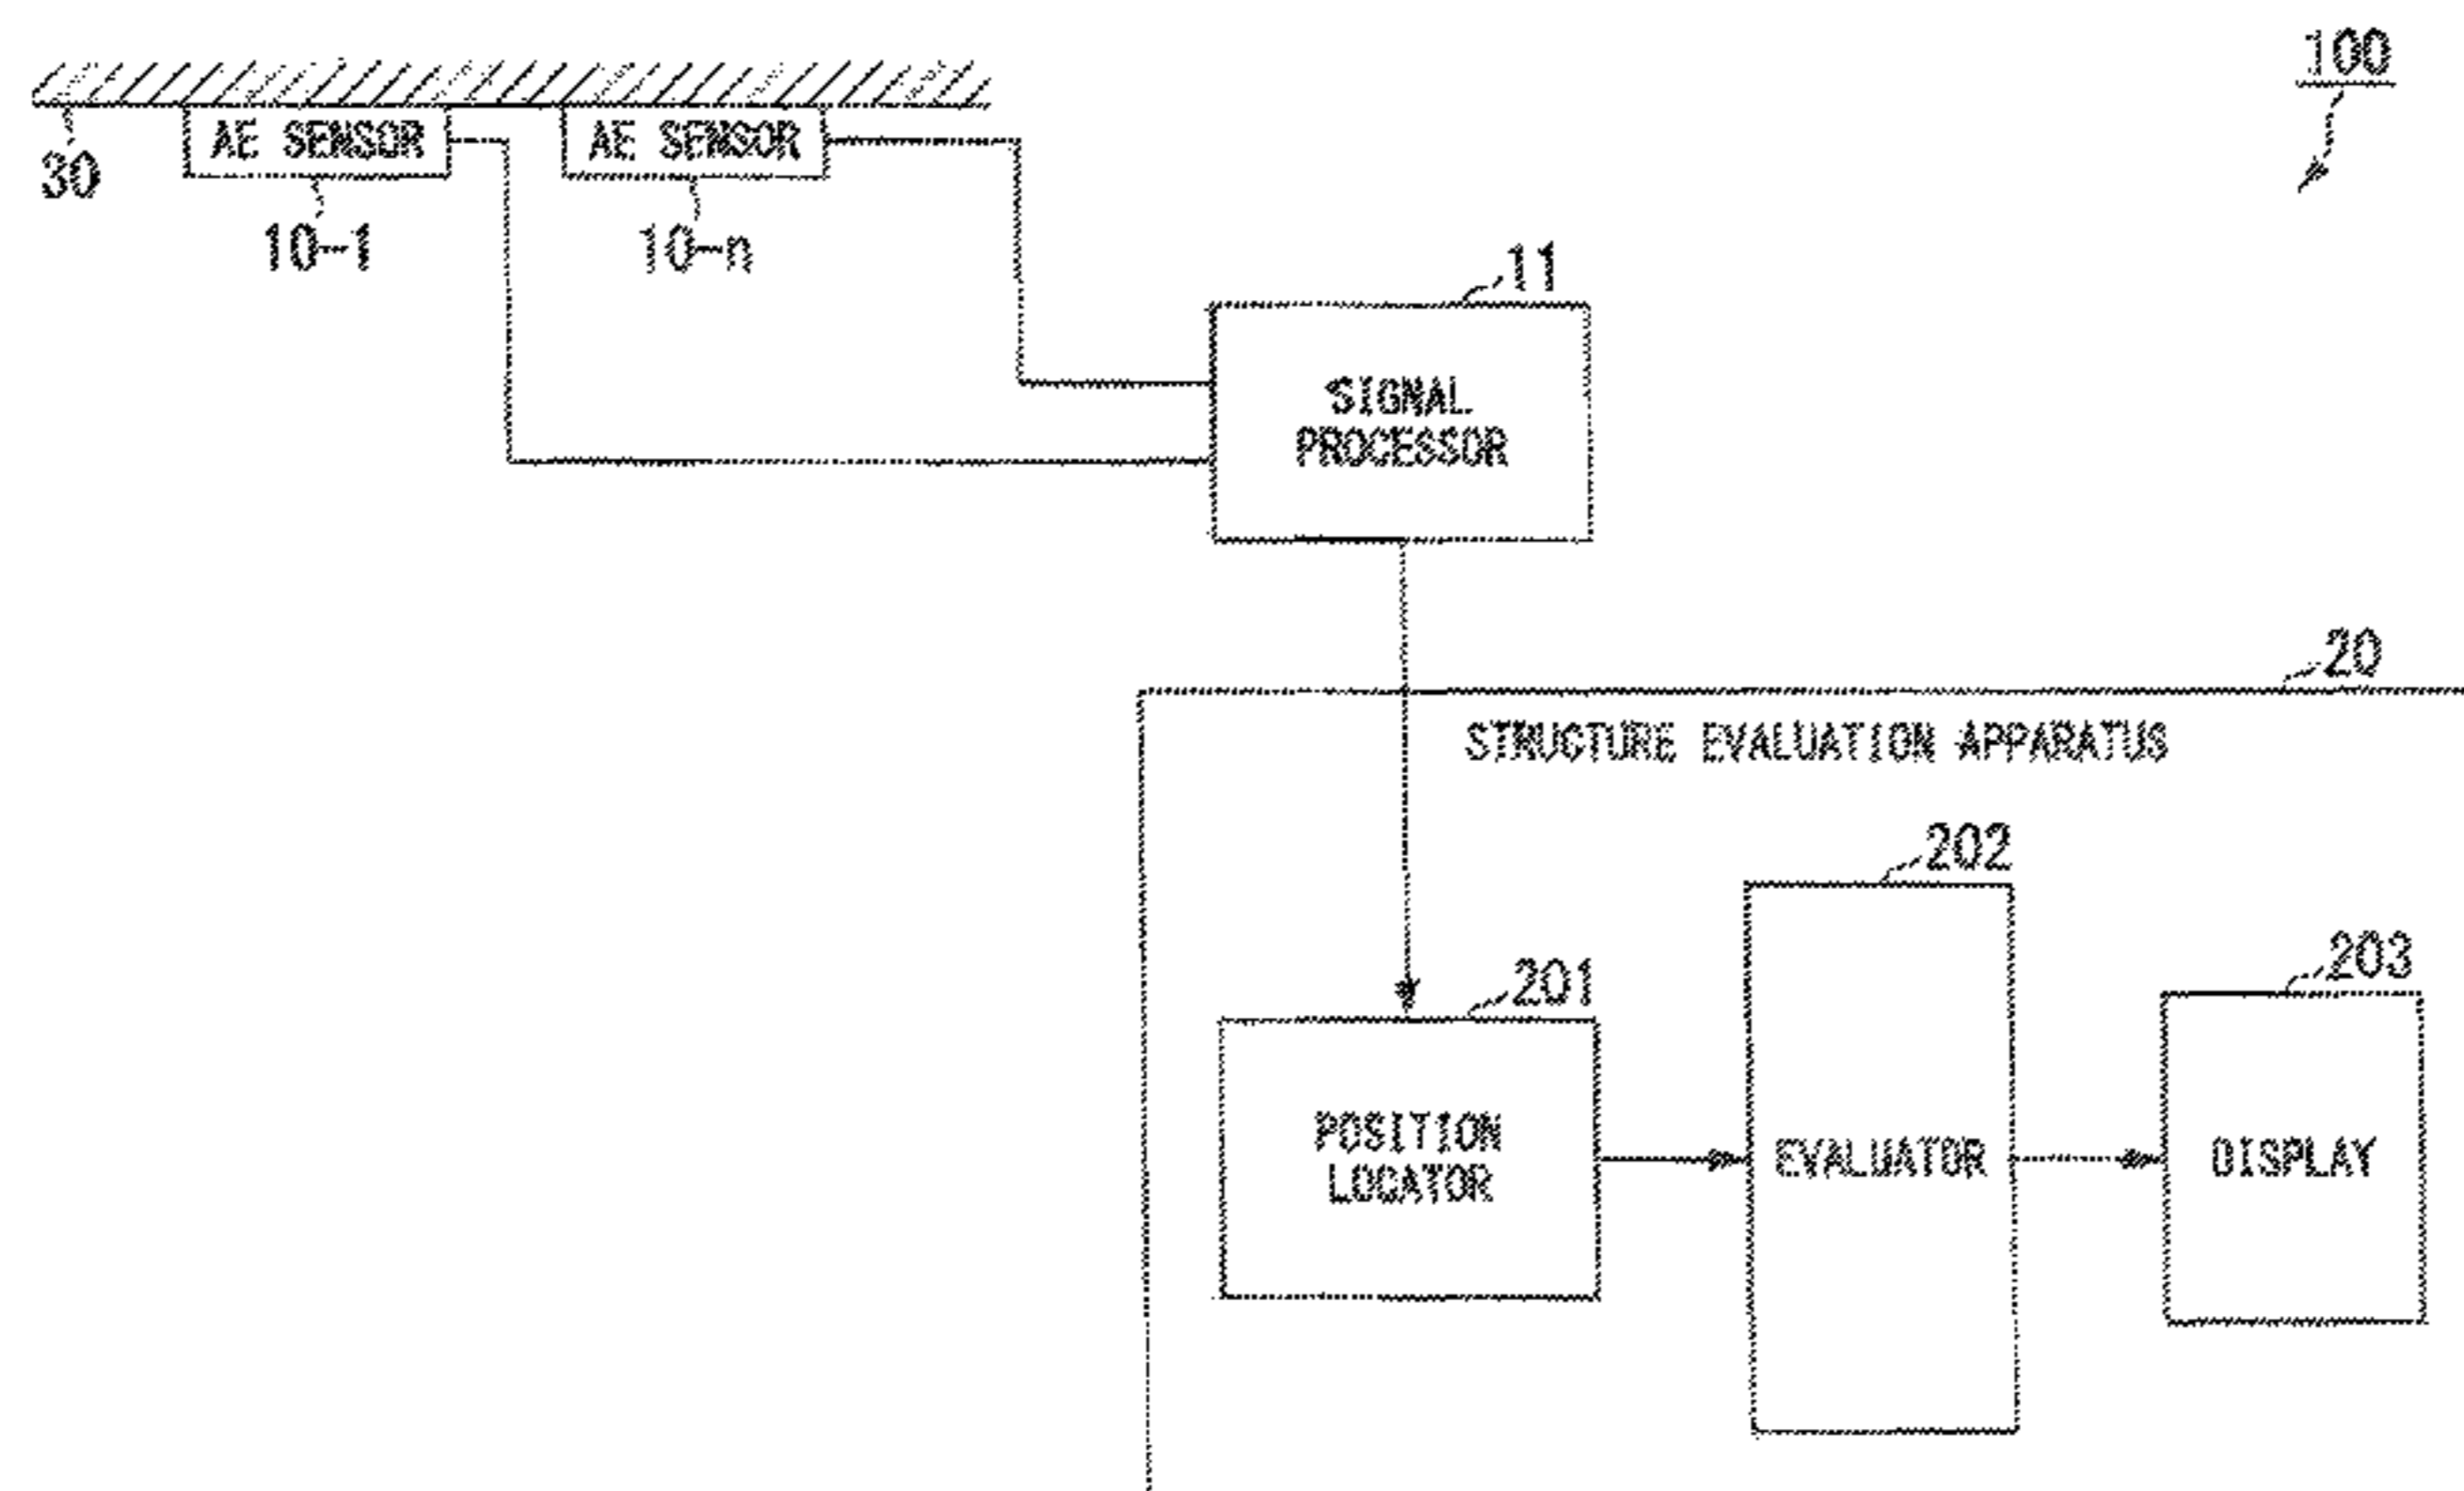 100
AE SENSOR
AE SENSOR
30
10-1
10-n
11
SIGNAL
PROCESSOR
20
STRUCTURE EVALUATION APPARATUS
202
203
201
POSITION
LOCATOR
EVALUATOR
DISPLAY